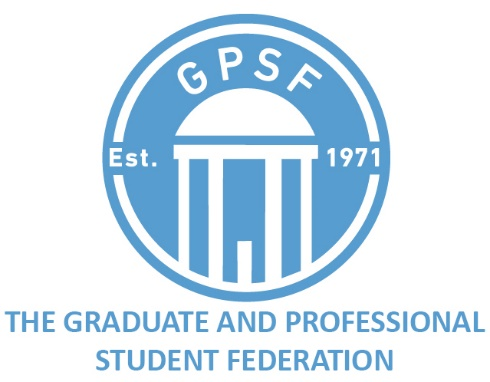 GPSF
Est. 1971
THE GRADUATE AND PROFESSIONAL
STUDENT FEDERATION